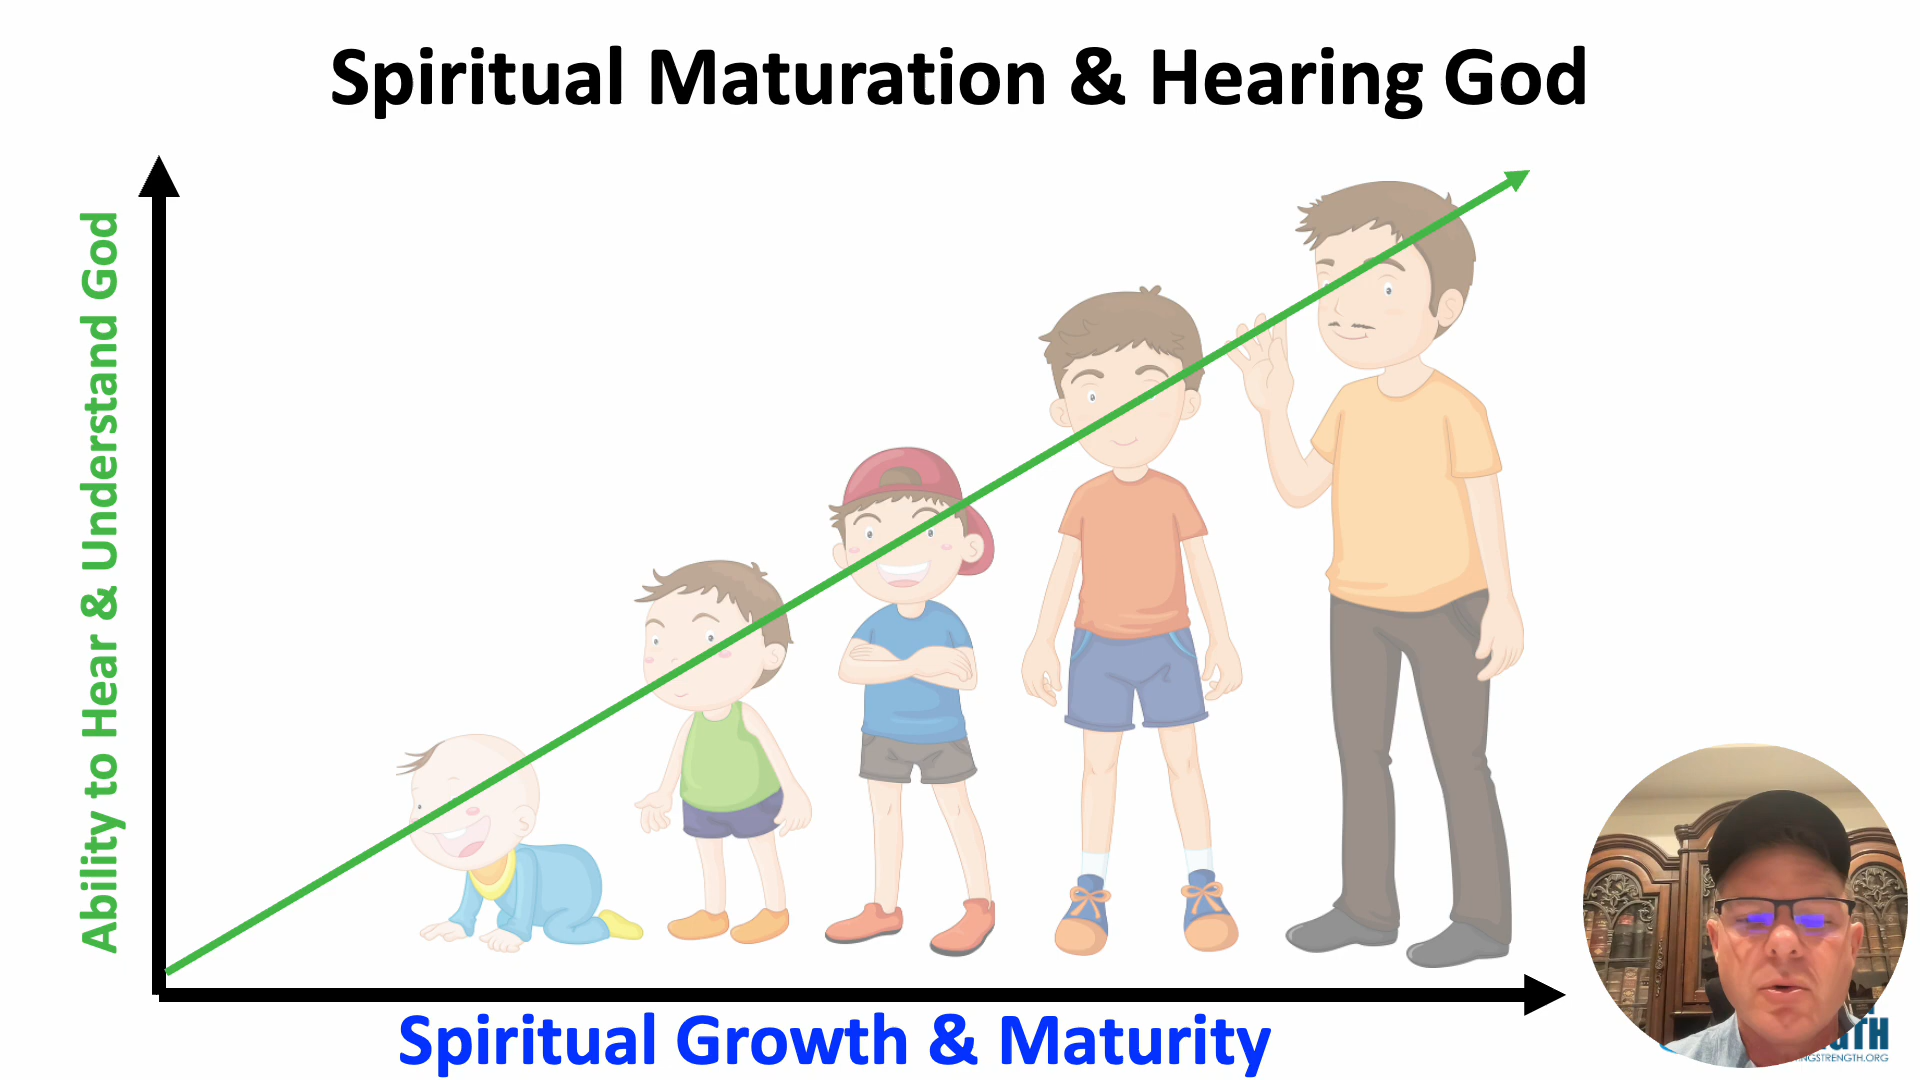 Spiritual Maturation & Hearing God
Ability to Hear & Understand God
Spiritual Growth & Maturity